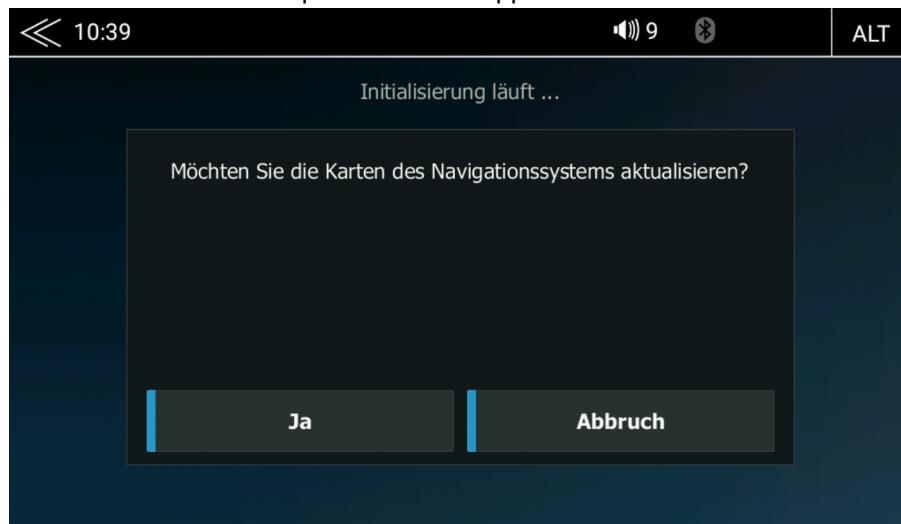 10:39 9 ALT
Initialisierung läuft ...
Möchten Sie die Karten des Navigationssystems aktualisieren?
Ja Abbruch